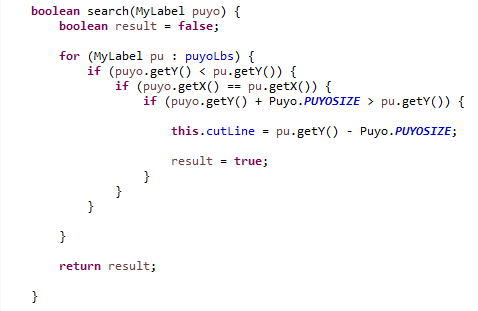 boolean search(MyLabel puyo) {
boolean result = false;
for (MyLabel pu : puyoLbs) {
if (puyo.getY() < pu.getY()) {
if (puyo.getX() == pu.getX()) {
if (puyo.getY() + Puyo.PUYOSIZE > pu.getY()) {
this.cutLine = pu.getY() - Puyo.PUYOSIZE;
result = true;
}
}
}
}
return result;
}